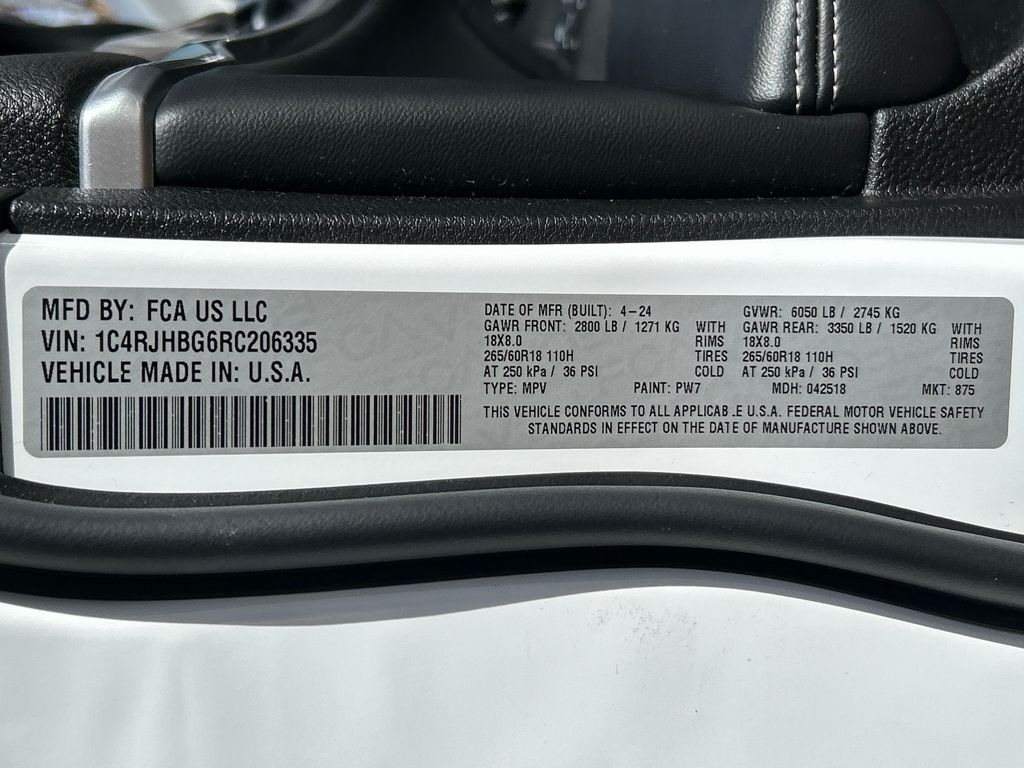 MFD BY: FCA US LLC
VIN: 1C4RJHBG6RC206335
VEHICLE MADE IN: U.S.A.
DATE OF MFR (BUILT): 4-24
GAWR FRONT: 2800 LB / 1271 KG WITH
18X8.0 RIMS
265/60R18 110H TIRES
AT 250 kPa / 36 PSI COLD
GVWR: 6050 LB / 2745 KG
GAWR REAR: 3350 LB / 1520 KG WITH
18X8.0 RIMS
265/60R18 110H TIRES
AT 250 kPa / 36 PSI COLD
TYPE: MPV PAINT: PW7 MDH: 042518 MKT: 875
THIS VEHICLE CONFORMS TO ALL APPLICAB.E U.S.A. FEDERAL MOTOR VEHICLE SAFETY
STANDARDS IN EFFECT ON THE DATE OF MANUFACTURE SHOWN ABOVE.